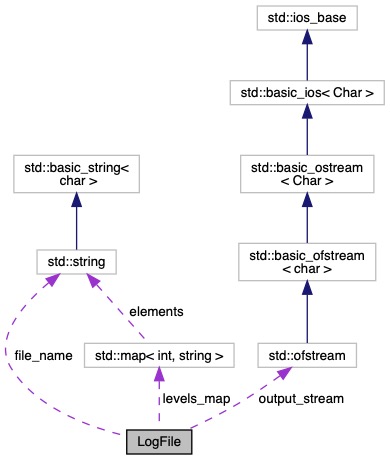 std::ios_base
std::basic_ios< Char >
std::basic_string<
char >
std::basic_ostream
< Char >
std::string
std::basic_ofstream
< char >
elements
file_name
std::map< int, string >
std::ofstream
levels_map
output_stream
LogFile